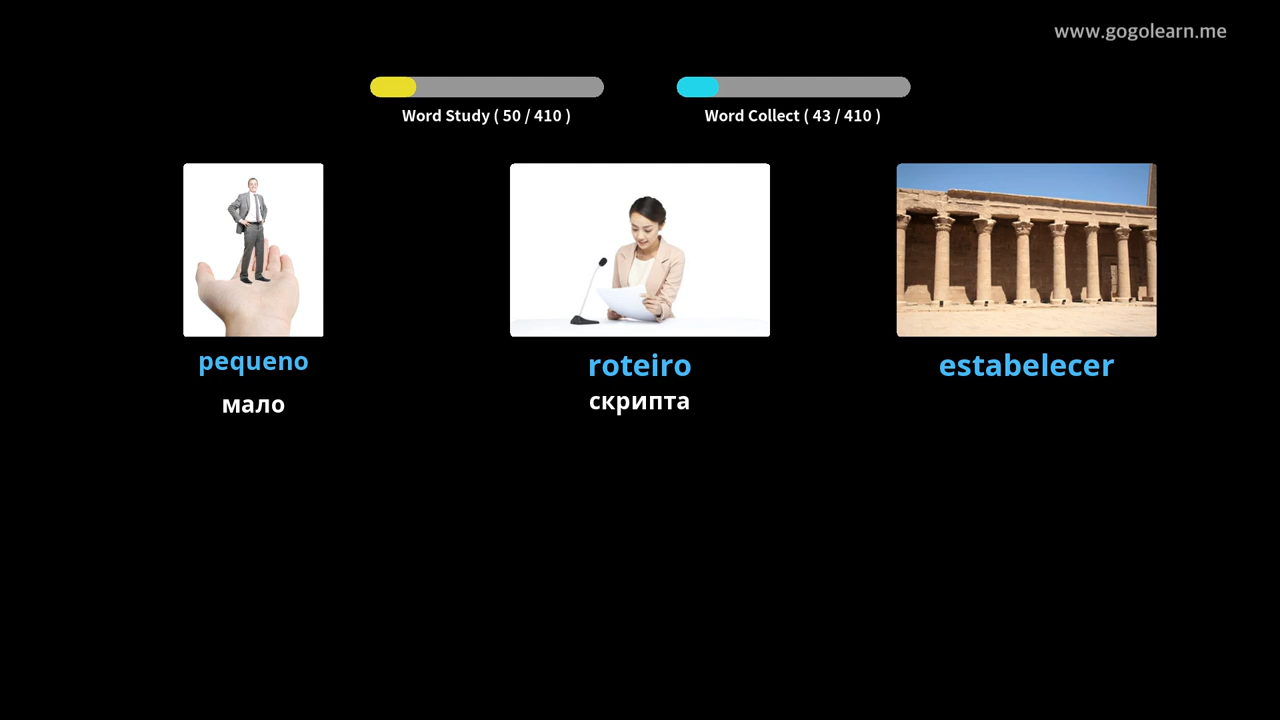 www.gogolearn.me
Word Study ( 50 / 410 )
Word Collect ( 43 / 410 )
pequeno
мало
roteiro
скрипта
estabelecer